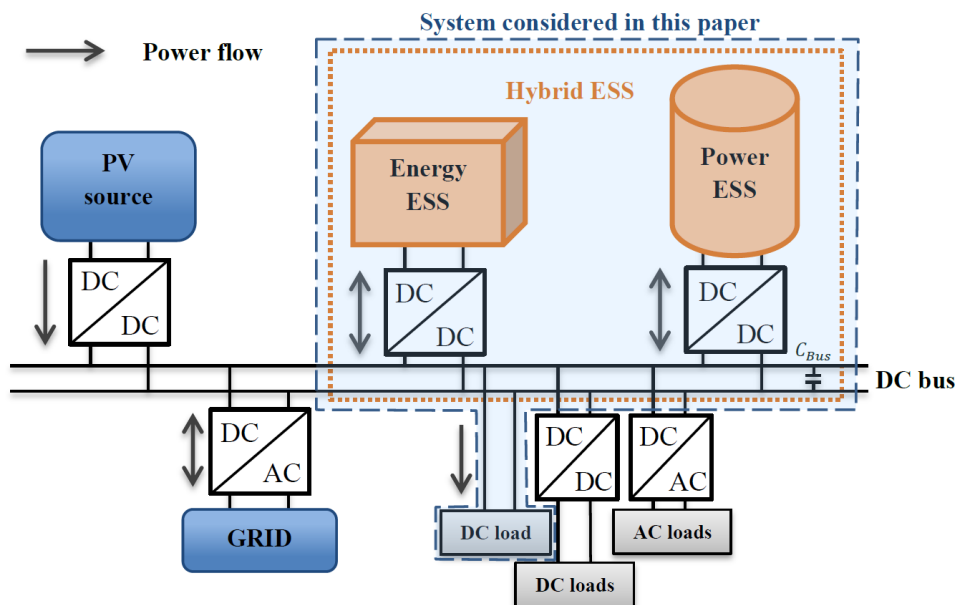 System considered in this paper
Power flow
Hybrid ESS
PV
source
Energy
ESS
Power
ESS
DC
DC
DC
DC
DC
DC
C_Bus
DC bus
DC
AC
DC
DC
DC
AC
GRID
DC load
AC loads
DC loads